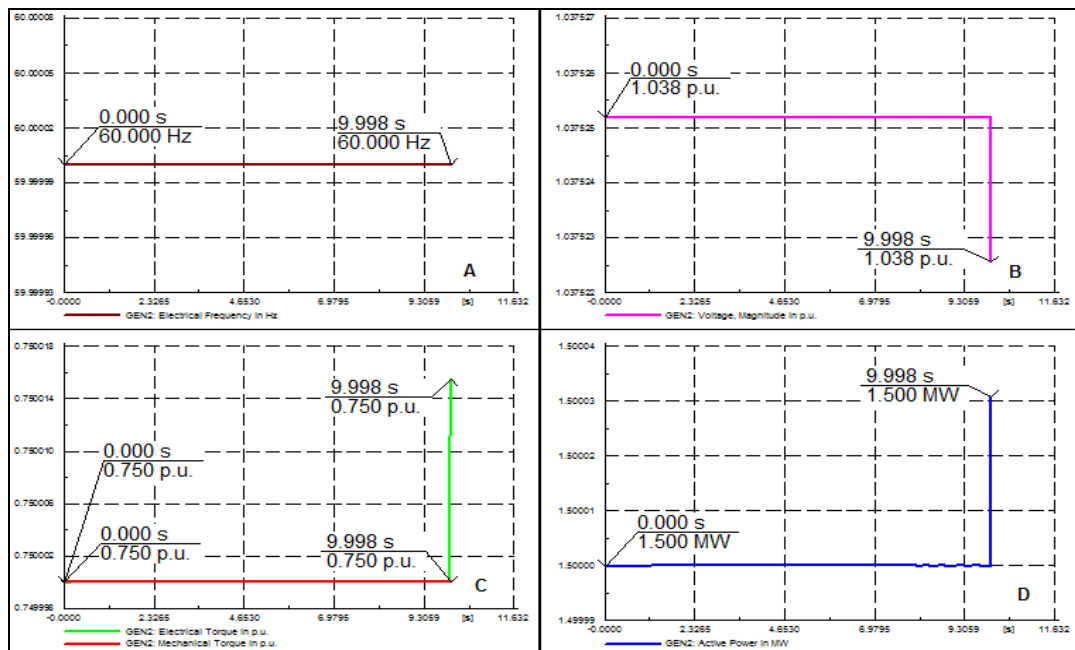 60.00008
60.00005
60.00002
59.99999
59.99996
59.99993
0.000 s
60.000 Hz
9.998 s
60.000 Hz
A
-0.0000 2.3265 4.6530 6.9795 9.3059 [s] 11.632
GEN2: Electrical Frequency in Hz
1.037527
1.037526
1.037525
1.037524
1.037523
1.037522
0.000 s
1.038 p.u.
9.998 s
1.038 p.u.
B
-0.0000 2.3265 4.6530 6.9795 9.3059 [s] 11.632
GEN2: Voltage, Magnitude in p.u.
0.750018
0.750014
0.750010
0.750006
0.750002
0.749998
9.998 s
0.750 p.u.
0.000 s
0.750 p.u.
0.000 s
0.750 p.u.
9.998 s
0.750 p.u.
C
-0.0000 2.3265 4.6530 6.9795 9.3059 [s] 11.632
GEN2: Electrical Torque in p.u.
GEN2: Mechanical Torque in p.u.
1.50004
1.50003
1.50002
1.50001
1.50000
1.49999
9.998 s
1.500 MW
0.000 s
1.500 MW
D
-0.0000 2.3265 4.6530 6.9795 9.3059 [s] 11.632
GEN2: Active Power in MW